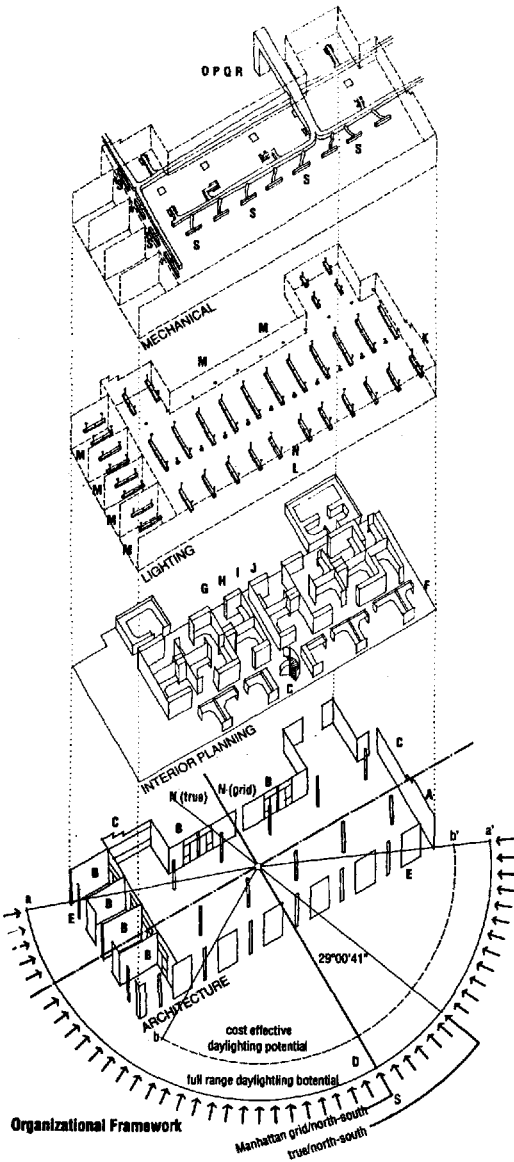 O P Q R
S
S
S
S
MECHANICAL
M
M
K
M
M
M
M
M
N
L
LIGHTING
G H I J
F
C
INTERIOR PLANNING
N (true) N (grid)
B
C
A
C
B
b' a'
a
B
E
B
B
B
E
29°00'41"
ARCHITECTURE
b
cost effective
daylighting potential
full range daylighting botential
D
S
Organizational Framework
Manhattan grid/north-south
true/north-south